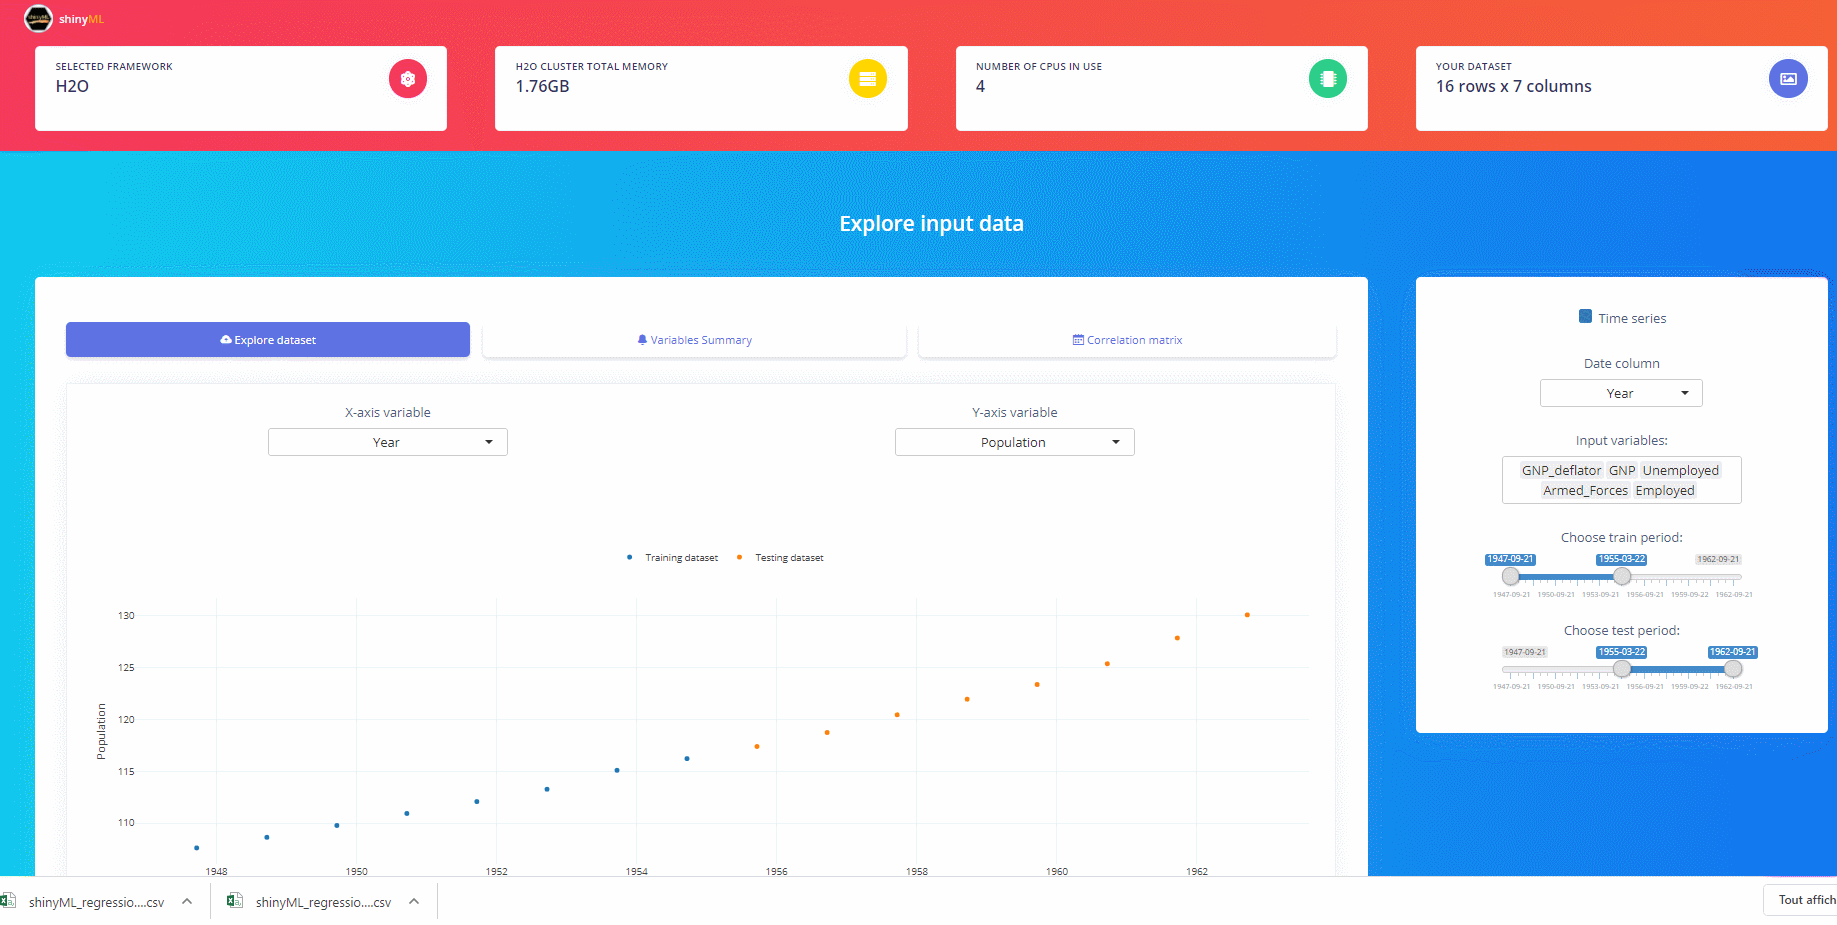 shinyML
SELECTED FRAMEWORK
H2O
H2O CLUSTER TOTAL MEMORY
1.76GB
NUMBER OF CPUS IN USE
4
YOUR DATASET
16 rows x 7 columns
Explore input data
Explore dataset
Variables Summary
Correlation matrix
X-axis variable
Year
Y-axis variable
Population
Training dataset
Testing dataset
130
125
120
115
110
Population
1948 1950 1952 1954 1956 1958 1960 1962
Time series
Date column
Year
Input variables:
GNP_deflator GNP Unemployed
Armed_Forces Employed
Choose train period:
1947-09-21 1955-03-22 1962-09-21
1947-09-21 1950-09-21 1953-09-21 1956-09-21 1959-09-22 1962-09-21
Choose test period:
1947-09-21 1955-03-22 1962-09-21
1947-09-21 1950-09-21 1953-09-21 1956-09-21 1959-09-22 1962-09-21
shinyML_regressio....csv
shinyML_regressio....csv
Tout affich